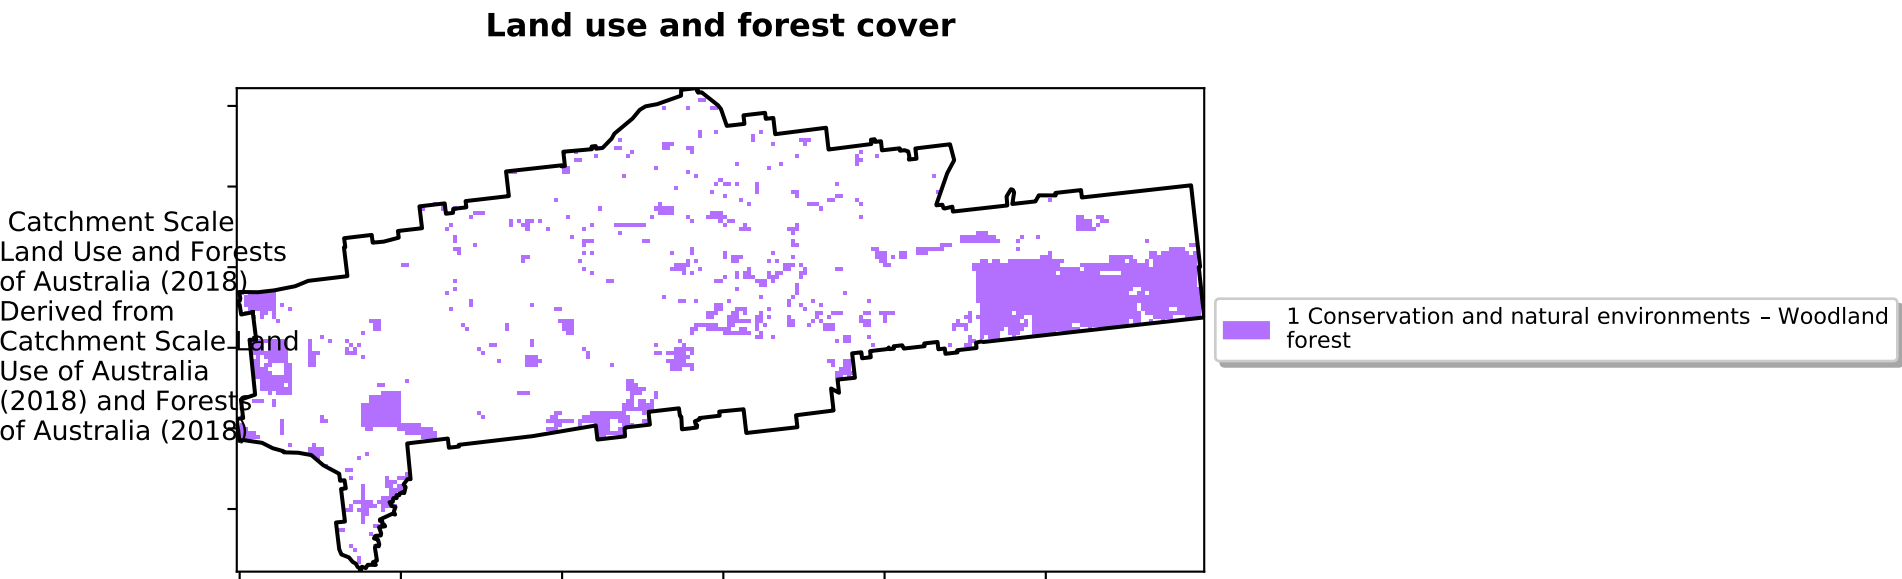 Land use and forest cover
Catchment Scale
Land Use and Forests
of Australia (2018)
Derived from
Catchment Scale Land
Use of Australia
(2018) and Forests
of Australia (2018)
1 Conservation and natural environments – Woodland
forest